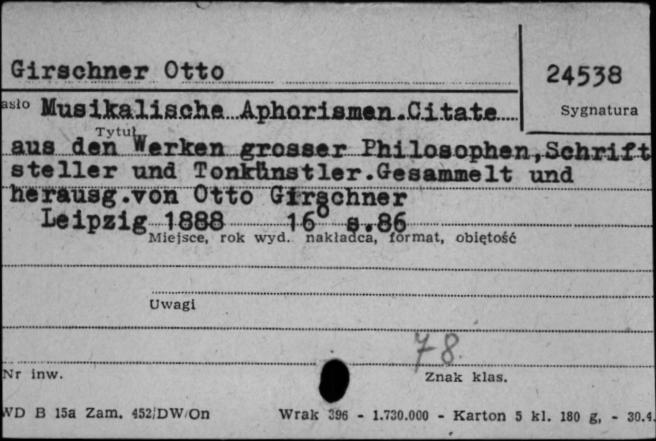 Girschner Otto
24538
asło Musikalische Aphorismen.Citate
Sygnatura
Tytuł
aus den Werken grosser Philosophen,Schrift
steller und Tonkünstler.Gesammelt und
herausg.von Otto Girschner
Leipzig 1888 16° s.86
Miejsce, rok wyd. nakładca, format, objętość
Uwagi
78
Nr inw.
Znak klas.
WD B 15a Zam. 452/DW/On Wrak 396 - 1.730.000 - Karton 5 kl. 180 g, - 30.4.